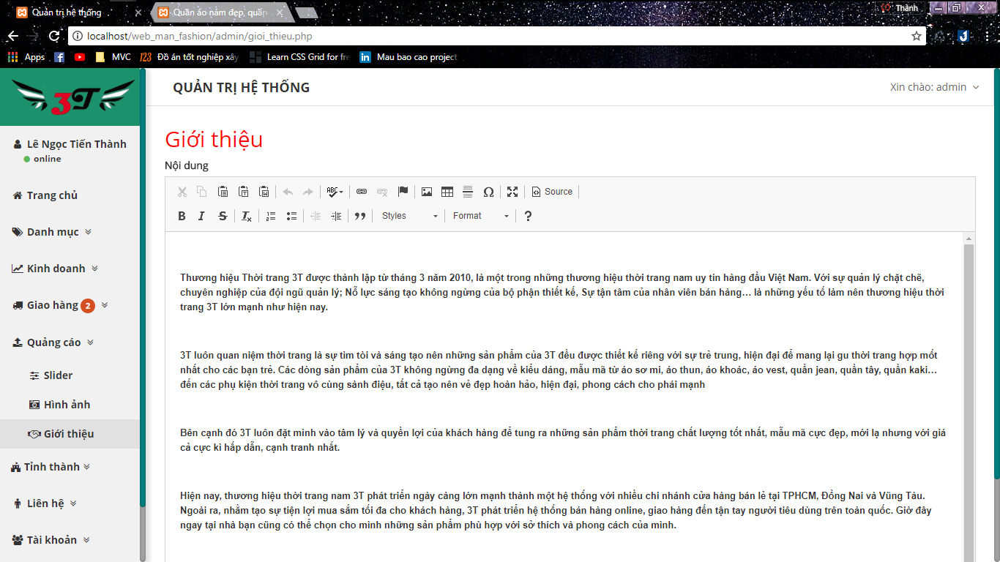 Quản trị hệ thống
Quần áo nam đẹp, quần
Thành
localhost/web_man_fashion/admin/gioi_thieu.php
Apps
MVC
123 Đồ án tốt nghiệp xây
Learn CSS Grid for fre
in Mau bao cao project
3T
QUẢN TRỊ HỆ THỐNG
Xin chào: admin
Lê Ngọc Tiến Thành
online
Trang chủ
Danh mục
Kinh doanh
Giao hàng 2
Quảng cáo
Slider
Hình ảnh
Giới thiệu
Tỉnh thành
Liên hệ
Tài khoản
Giới thiệu
Nội dung
ABC
Source
B I S
Styles
Format
?
Thương hiệu Thời trang 3T được thành lập từ tháng 3 năm 2010, là một trong những thương hiệu thời trang nam uy tín hàng đầu Việt Nam. Với sự quản lý chặt chẽ,
chuyên nghiệp của đội ngũ quản lý; Nỗ lực sáng tạo không ngừng của bộ phận thiết kế, Sự tận tâm của nhân viên bán hàng… là những yếu tố làm nên thương hiệu thời
trang 3T lớn mạnh như hiện nay.
3T luôn quan niệm thời trang là sự tìm tòi và sáng tạo nên những sản phẩm của 3T đều được thiết kế riêng với sự trẻ trung, hiện đại để mang lại gu thời trang hợp mốt
nhất cho các bạn trẻ. Các dòng sản phẩm của 3T không ngừng đa dạng về kiểu dáng, mẫu mã từ áo sơ mi, áo thun, áo khoác, áo vest, quần jean, quần tây, quần kaki…
đến các phụ kiện thời trang vô cùng sành điệu, tất cả tạo nên vẻ đẹp hoàn hảo, hiện đại, phong cách cho phái mạnh
Bên cạnh đó 3T luôn đặt mình vào tâm lý và quyền lợi của khách hàng để tung ra những sản phẩm thời trang chất lượng tốt nhất, mẫu mã cực đẹp, mới lạ nhưng với giá
cả cực kì hấp dẫn, cạnh tranh nhất.
Hiện nay, thương hiệu thời trang nam 3T phát triển ngày càng lớn mạnh thành một hệ thống với nhiều chi nhánh cửa hàng bán lẻ tại TPHCM, Đồng Nai và Vũng Tàu.
Ngoài ra, nhằm tạo sự tiện lợi mua sắm tối đa cho khách hàng, 3T phát triển hệ thống bán hàng online, giao hàng đến tận tay người tiêu dùng trên toàn quốc. Giờ đây
ngay tại nhà bạn cũng có thể chọn cho mình những sản phẩm phù hợp với sở thích và phong cách của mình.